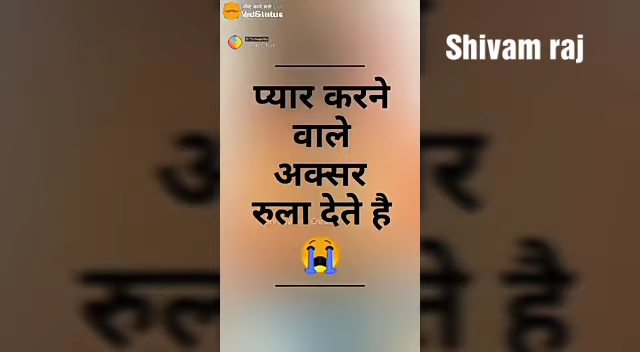 VidStatus
Shivam raj
प्यार करने
वाले
अक्सर
रुला देते है